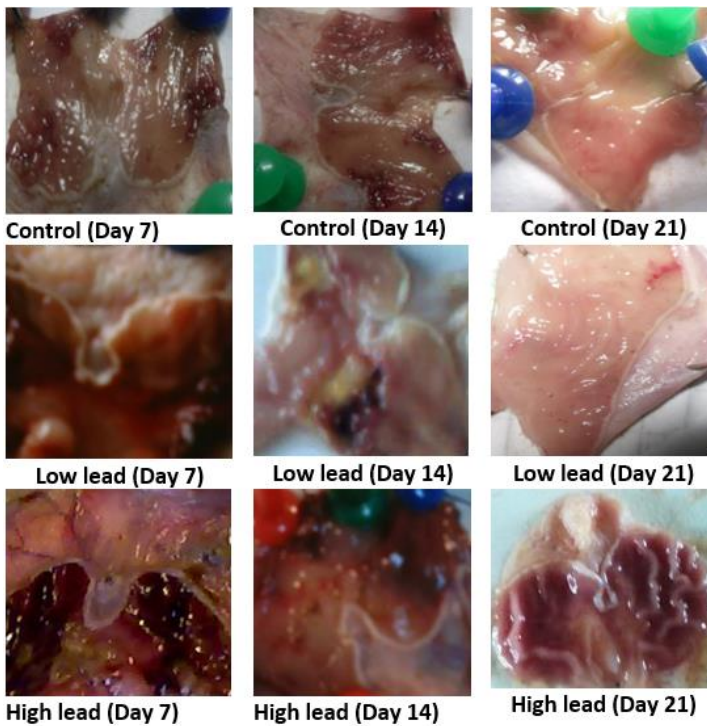 Control (Day 7)
Control (Day 14)
Control (Day 21)
Low lead (Day 7)
Low lead (Day 14)
Low lead (Day 21)
High lead (Day 7)
High lead (Day 14)
High lead (Day 21)